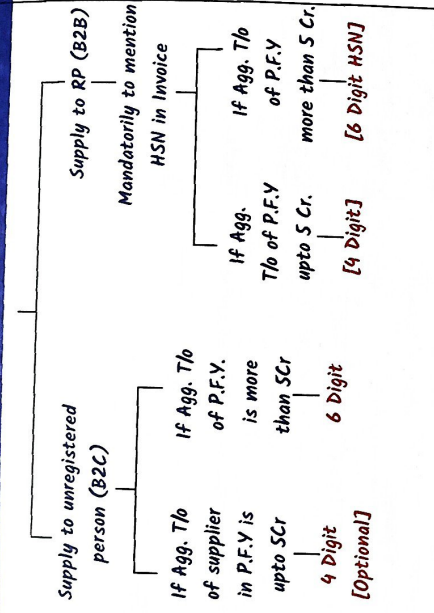 Supply to unregistered
person (B2C)
If Agg. T/o
of supplier
in P.F.Y is
upto 5Cr
4 Digit
[Optional]
If Agg. T/o
of P.F.Y.
is more
than 5Cr
6 Digit
Supply to RP (B2B)
Mandatorily to mention
HSN in Invoice
If Agg.
T/o of P.F.Y
upto 5 Cr.
[4 Digit]
If Agg. T/o
of P.F.Y
more than 5 Cr.
[6 Digit HSN]